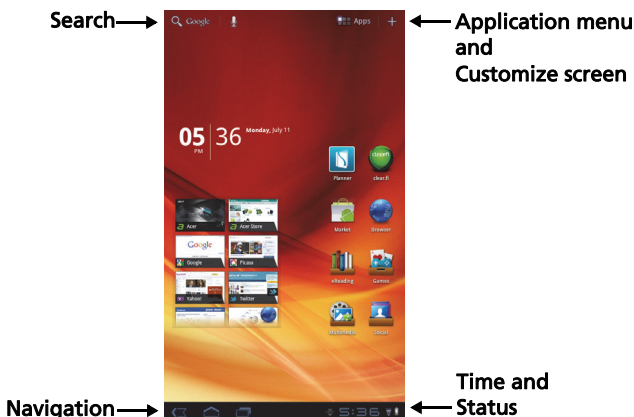 Search
Google
Apps
Application menu
and
Customize screen
05 36 Monday, July 11
PM
Planner
clear.fi
Market
Browser
Acer
Acer Store
Google
eReading
Games
Google
Picasa
Yahoo!
Twitter
Multimedia
Social
Time and
Status
Navigation
5:36